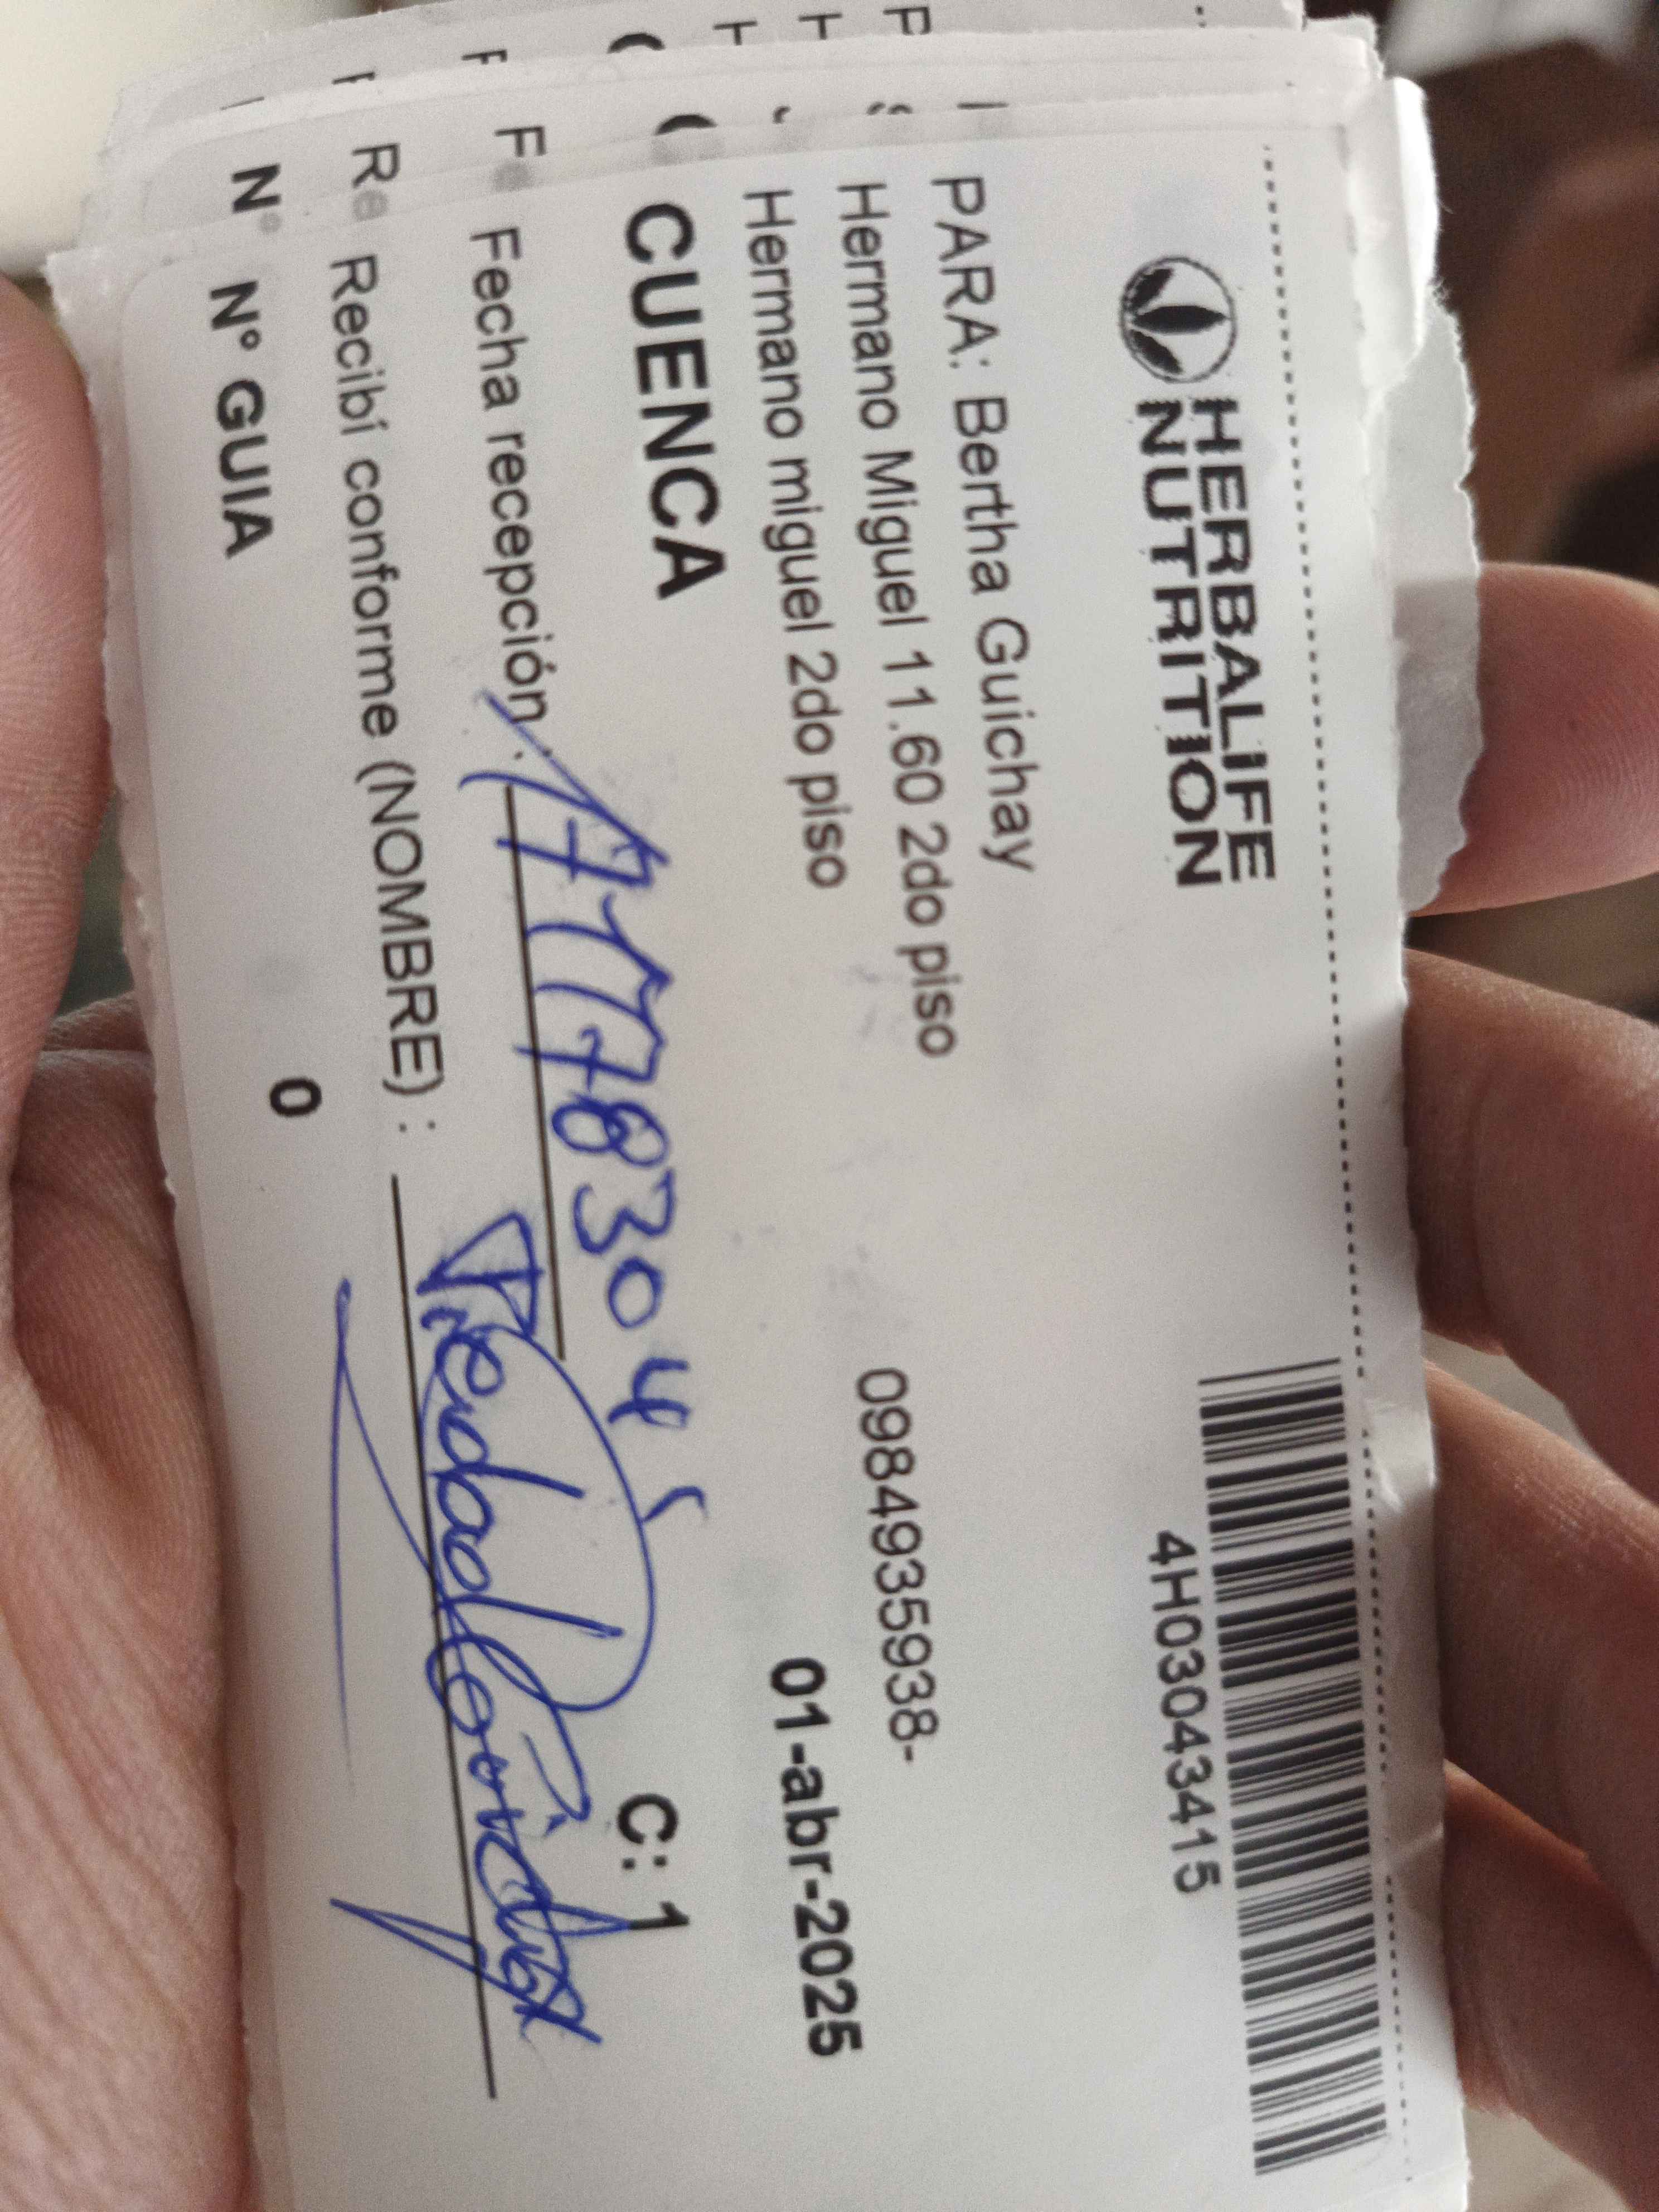 HERBALIFE
NUTRITION
4H03043415
PARA: Bertha Guichay
Hermano Miguel 11.60 2do piso 0984935938-
Hermano miguel 2do piso 01-abr-2025
CUENCA C: 1
Fecha recepción :
Recibí conforme (NOMBRE) : Piedad
N° GUIA 0